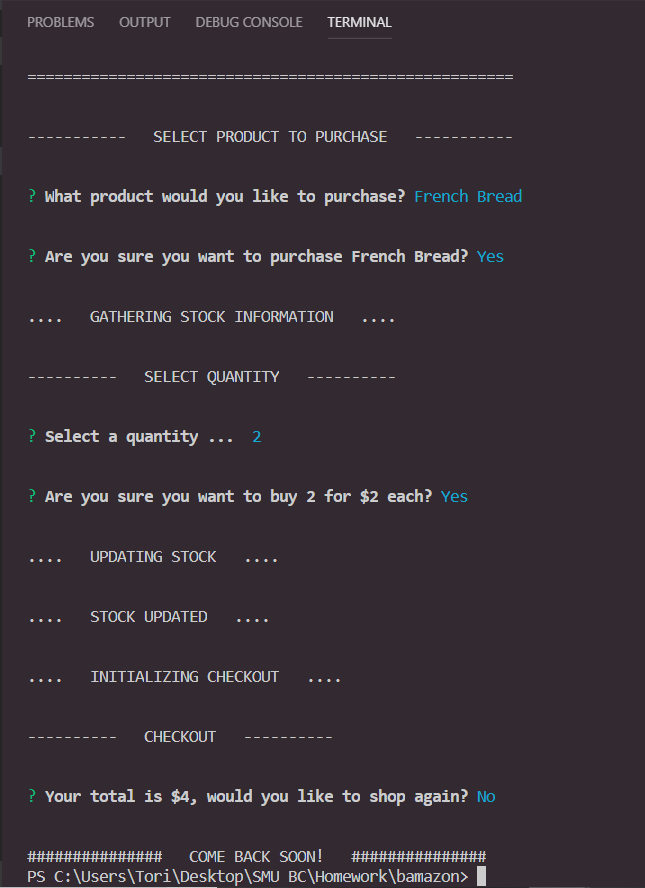 PROBLEMS OUTPUT DEBUG CONSOLE TERMINAL
======================================================
-----------   SELECT PRODUCT TO PURCHASE   -----------
? What product would you like to purchase? French Bread
? Are you sure you want to purchase French Bread? Yes
....   GATHERING STOCK INFORMATION   ....
----------   SELECT QUANTITY   ----------
? Select a quantity ...  2
? Are you sure you want to buy 2 for $2 each? Yes
....   UPDATING STOCK   ....
....   STOCK UPDATED   ....
....   INITIALIZING CHECKOUT   ....
----------   CHECKOUT   ----------
? Your total is $4, would you like to shop again? No
###############   COME BACK SOON!   ###############
PS C:\Users\Tori\Desktop\SMU BC\Homework\bamazon>